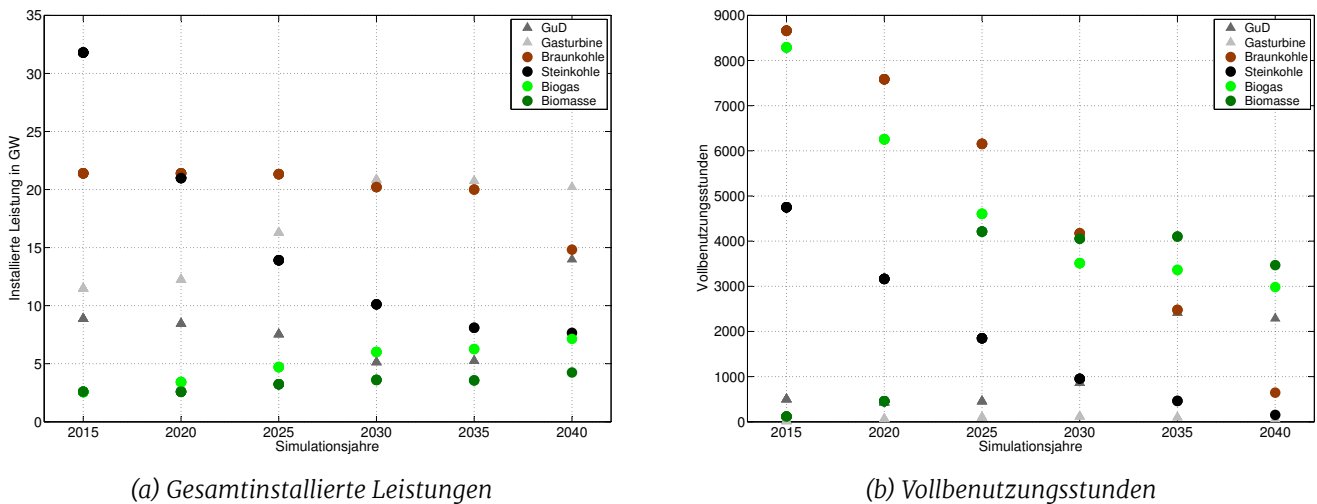 35
30
25
20
15
10
5
0
Installierte Leistung in GW
2015 2020 2025 2030 2035 2040
Simulationsjahre
GuD
Gasturbine
Braunkohle
Steinkohle
Biogas
Biomasse
(a) Gesamtinstallierte Leistungen
9000
8000
7000
6000
5000
4000
3000
2000
1000
0
Vollbenutzungsstunden
2015 2020 2025 2030 2035 2040
Simulationsjahre
GuD
Gasturbine
Braunkohle
Steinkohle
Biogas
Biomasse
(b) Vollbenutzungsstunden